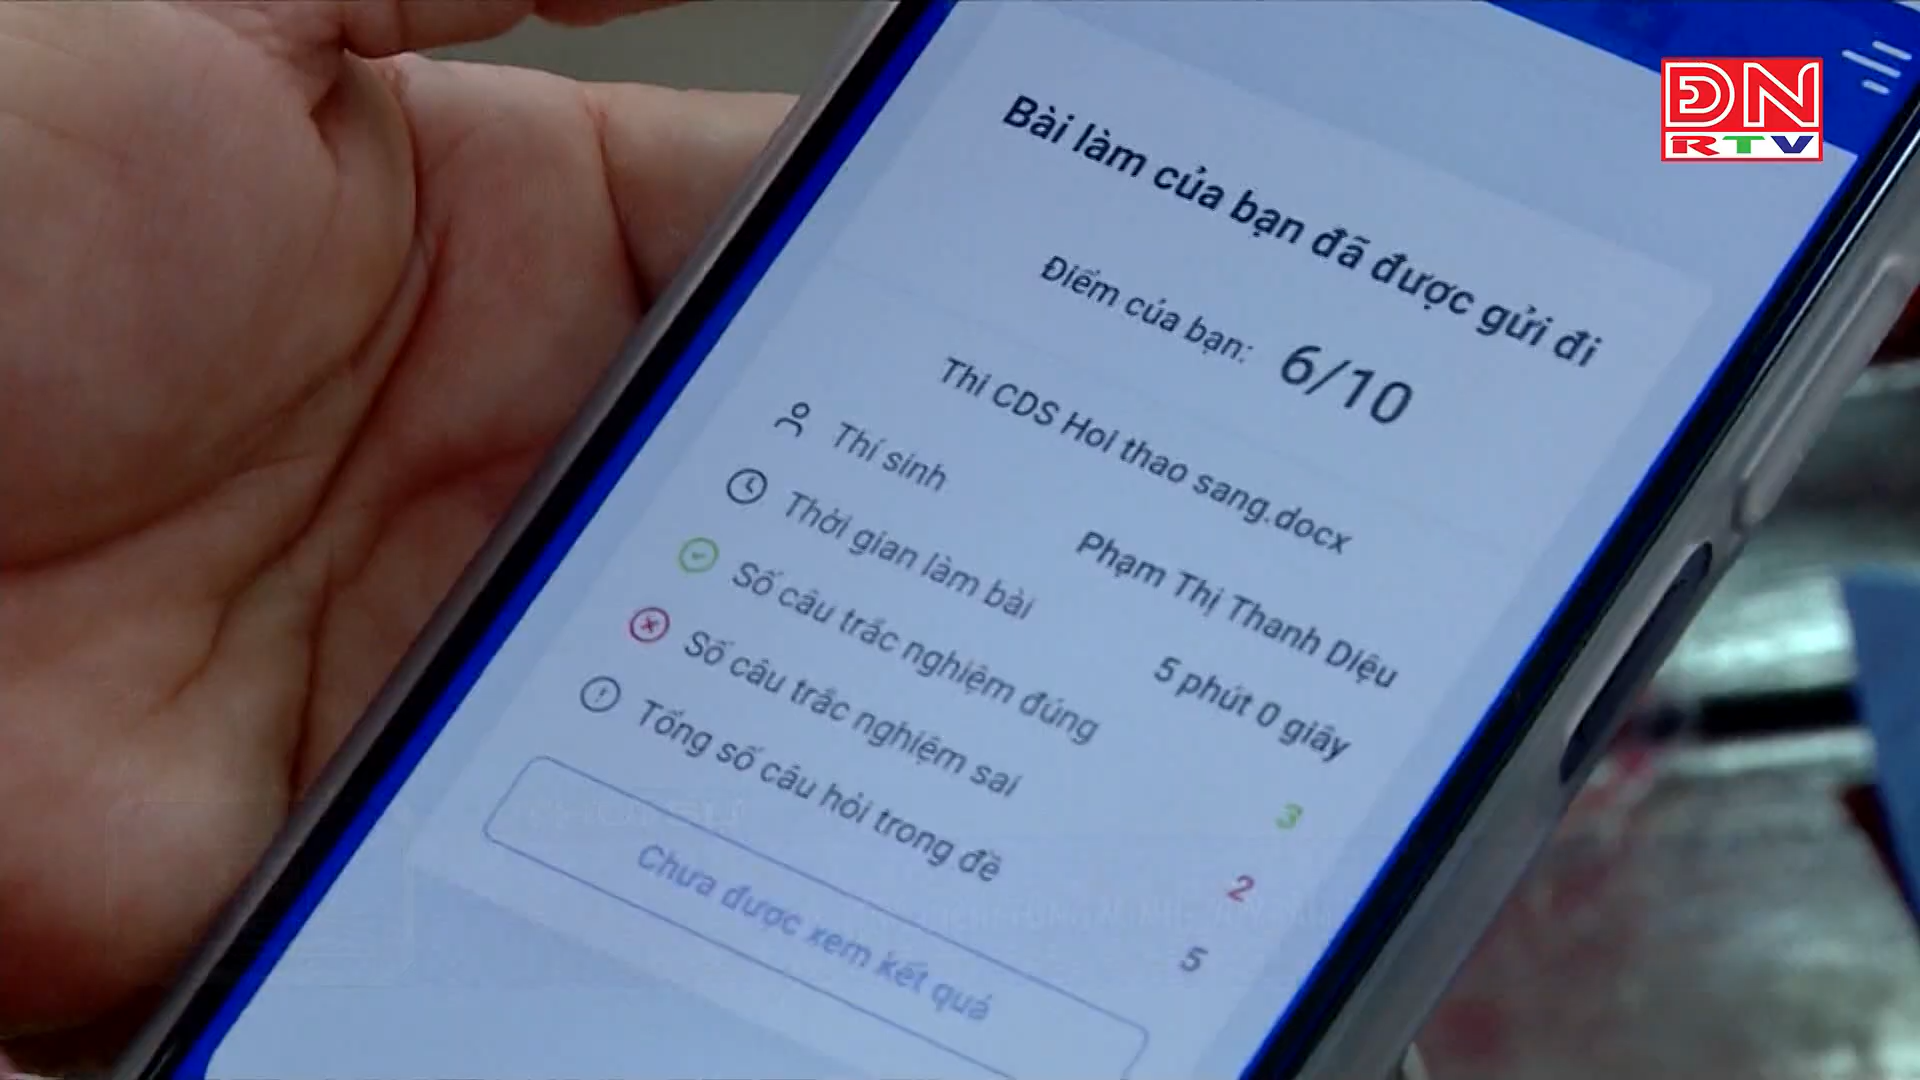 ĐN
RTV
Bài làm của bạn đã được gửi đi
Điểm của bạn: 6/10
Thi CDS Hoi thao sang.docx
Thí sinh Phạm Thị Thanh Diệu
Thời gian làm bài 5 phút 0 giây
Số câu trắc nghiệm đúng 3
Số câu trắc nghiệm sai 2
Tổng số câu hỏi trong đề 5
Chưa được xem kết quả